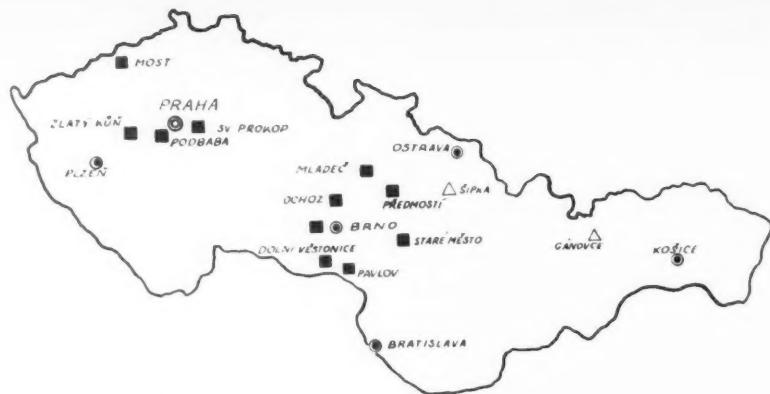 MOST
PRAHA
ZLATÝ KŮŇ
SV. PROKOP
PODBABA
PLZEŇ
OSTRAVA
MLADEČ
ŠIPKA
OCHOZ
PŘEDMOSTÍ
BRNO
STARÉ MĚSTO
GÁNOVCE
DOLNÍ VĚSTONICE
KOŠICE
PAVLOV
BRATISLAVA